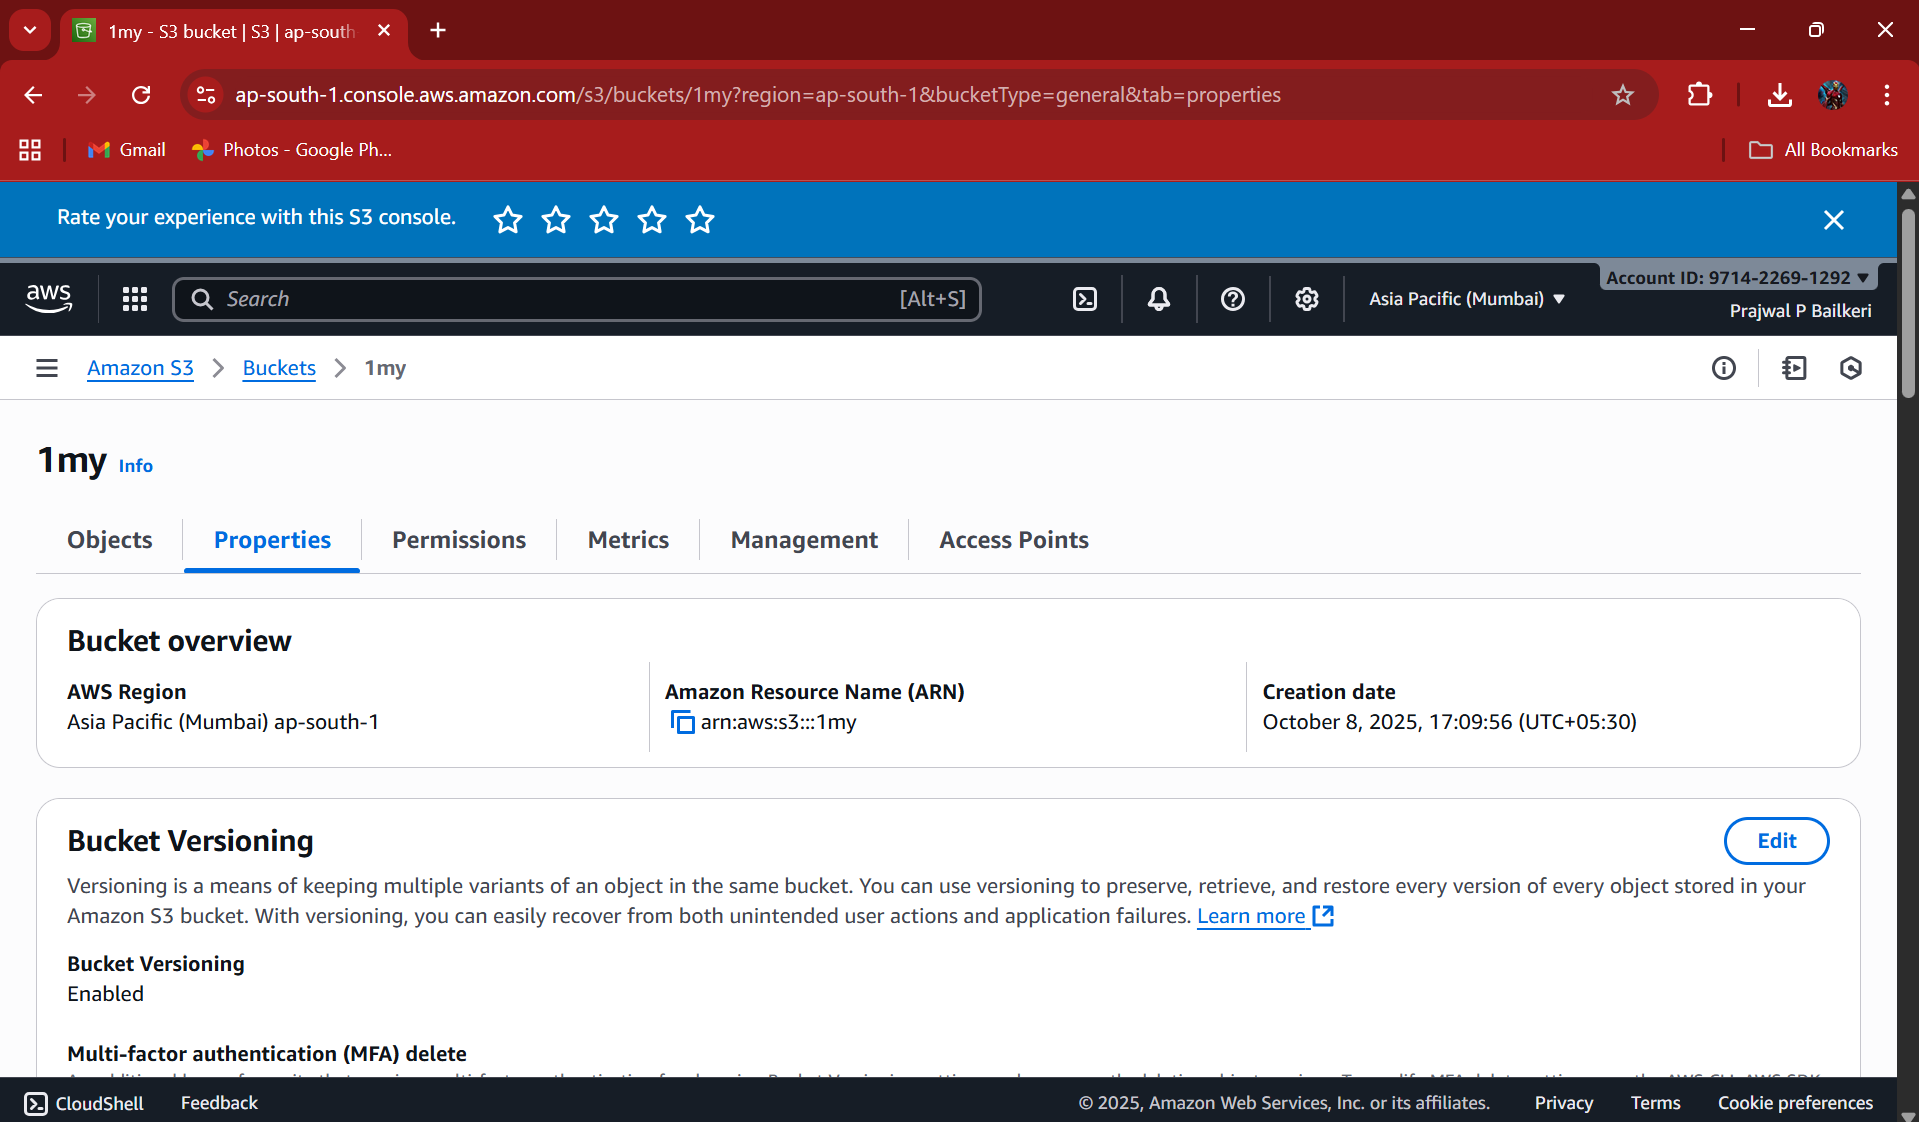 1my - S3 bucket | S3 | ap-south
ap-south-1.console.aws.amazon.com/s3/buckets/1my?region=ap-south-1&bucketType=general&tab=properties
Gmail
Photos - Google Ph...
All Bookmarks
Rate your experience with this S3 console.
aws
Search
[Alt+S]
Asia Pacific (Mumbai) ▼
Account ID: 9714-2269-1292 ▼
Prajwal P Bailkeri
Amazon S3 > Buckets > 1my
1my Info
Objects
Properties
Permissions
Metrics
Management
Access Points
Bucket overview
AWS Region
Asia Pacific (Mumbai) ap-south-1
Amazon Resource Name (ARN)
arn:aws:s3:::1my
Creation date
October 8, 2025, 17:09:56 (UTC+05:30)
Bucket Versioning
Edit
Versioning is a means of keeping multiple variants of an object in the same bucket. You can use versioning to preserve, retrieve, and restore every version of every object stored in your
Amazon S3 bucket. With versioning, you can easily recover from both unintended user actions and application failures. Learn more
Bucket Versioning
Enabled
Multi-factor authentication (MFA) delete
CloudShell
Feedback
© 2025, Amazon Web Services, Inc. or its affiliates.
Privacy
Terms
Cookie preferences